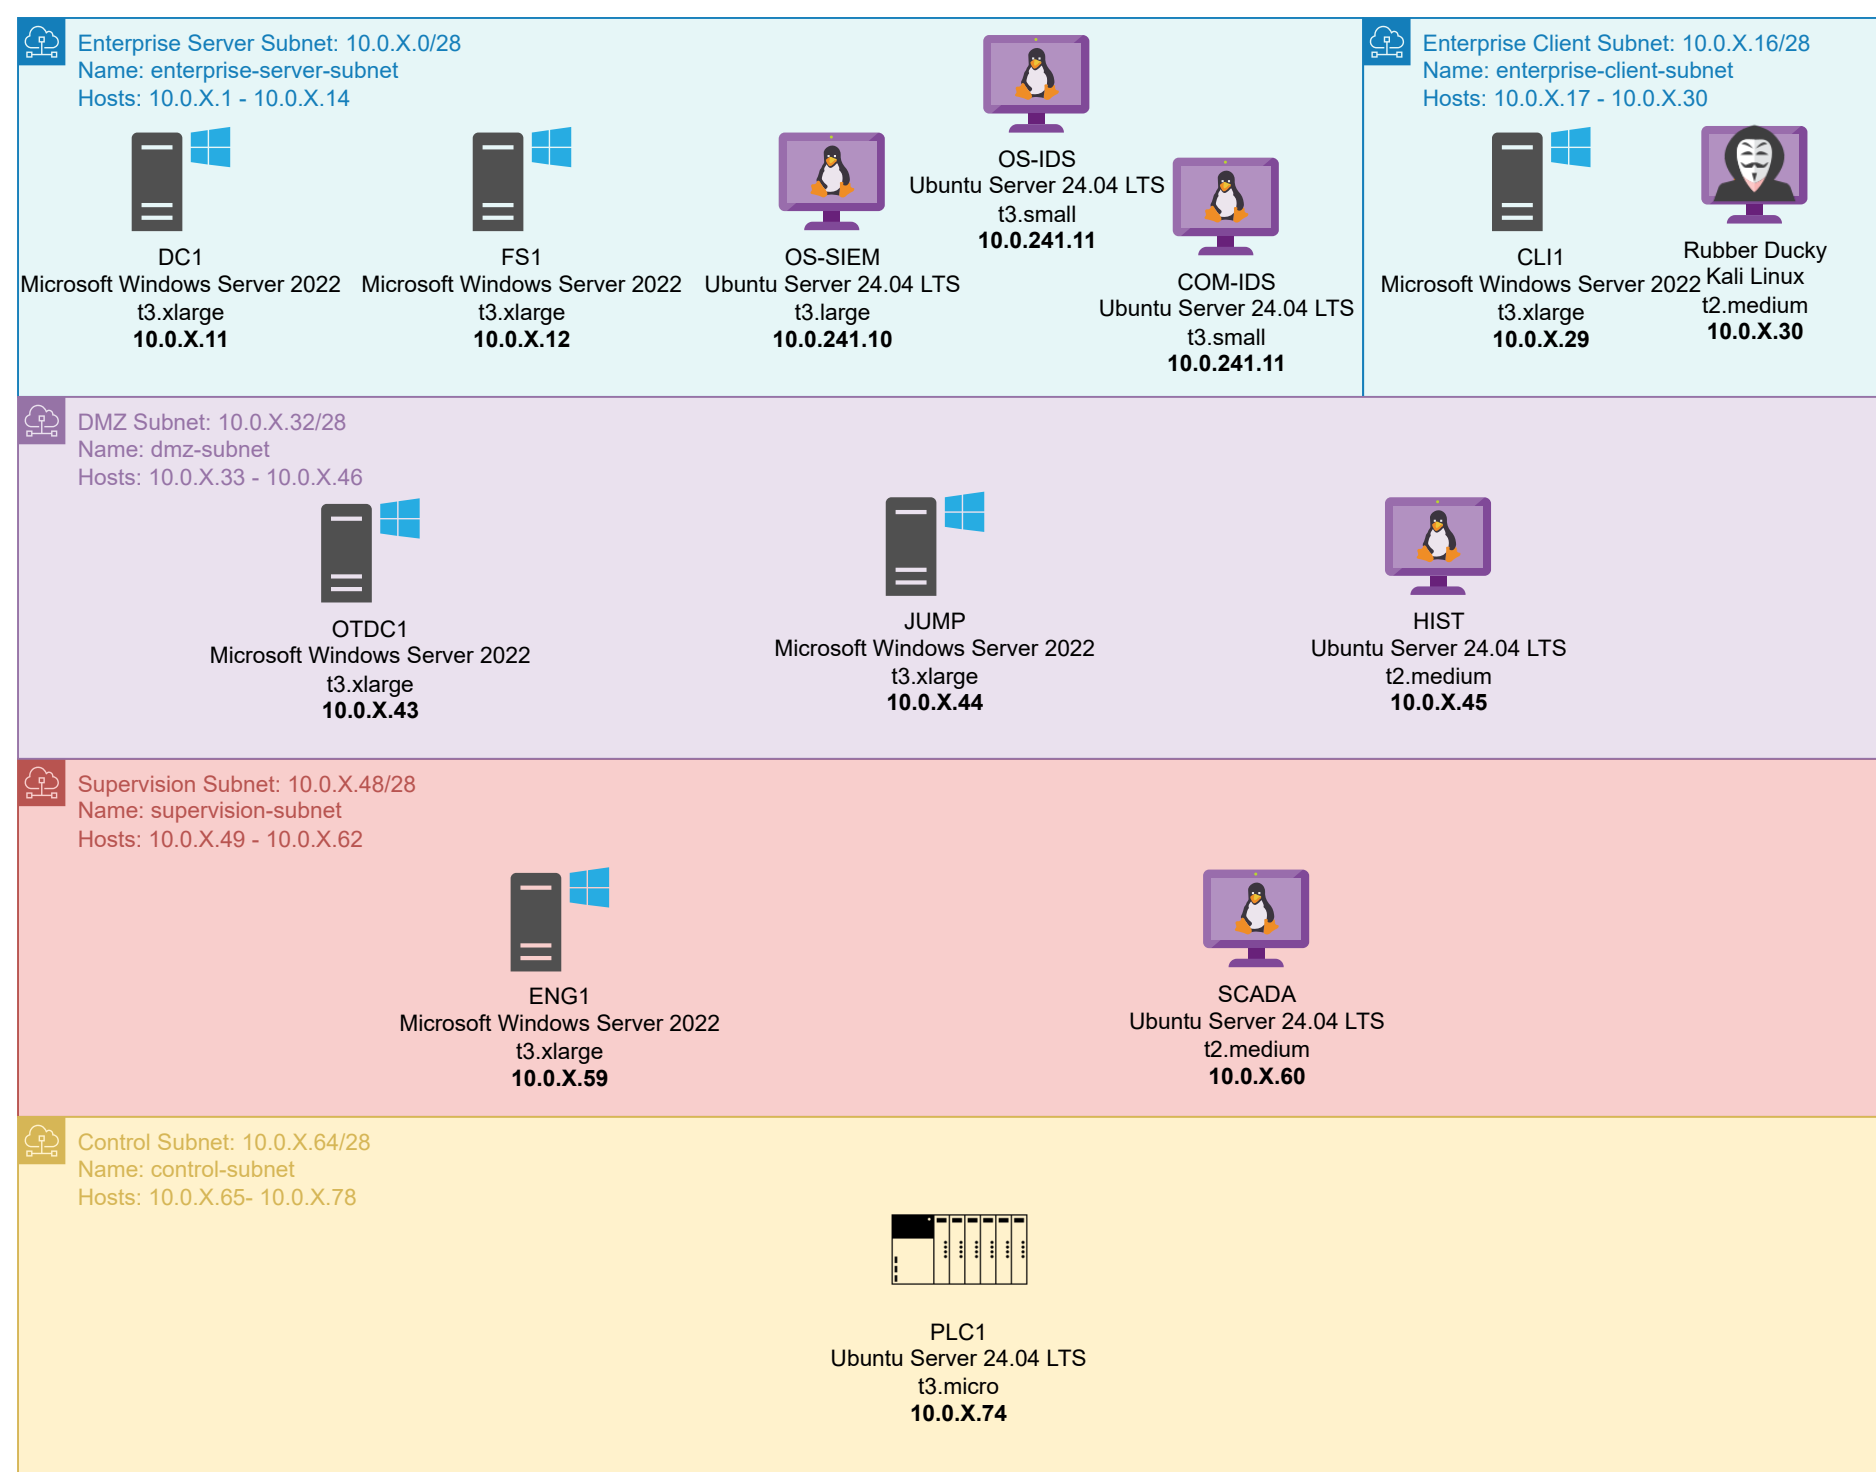 Enterprise Server Subnet: 10.0.X.0/28
Name: enterprise-server-subnet
Hosts: 10.0.X.1 - 10.0.X.14
DC1
Microsoft Windows Server 2022
t3.xlarge
10.0.X.11
FS1
Microsoft Windows Server 2022
t3.xlarge
10.0.X.12
OS-SIEM
Ubuntu Server 24.04 LTS
t3.large
10.0.241.10
OS-IDS
Ubuntu Server 24.04 LTS
t3.small
10.0.241.11
COM-IDS
Ubuntu Server 24.04 LTS
t3.small
10.0.241.11
Enterprise Client Subnet: 10.0.X.16/28
Name: enterprise-client-subnet
Hosts: 10.0.X.17 - 10.0.X.30
CLI1
Microsoft Windows Server 2022
t3.xlarge
10.0.X.29
Rubber Ducky
Kali Linux
t2.medium
10.0.X.30
DMZ Subnet: 10.0.X.32/28
Name: dmz-subnet
Hosts: 10.0.X.33 - 10.0.X.46
OTDC1
Microsoft Windows Server 2022
t3.xlarge
10.0.X.43
JUMP
Microsoft Windows Server 2022
t3.xlarge
10.0.X.44
HIST
Ubuntu Server 24.04 LTS
t2.medium
10.0.X.45
Supervision Subnet: 10.0.X.48/28
Name: supervision-subnet
Hosts: 10.0.X.49 - 10.0.X.62
ENG1
Microsoft Windows Server 2022
t3.xlarge
10.0.X.59
SCADA
Ubuntu Server 24.04 LTS
t2.medium
10.0.X.60
Control Subnet: 10.0.X.64/28
Name: control-subnet
Hosts: 10.0.X.65- 10.0.X.78
PLC1
Ubuntu Server 24.04 LTS
t3.micro
10.0.X.74